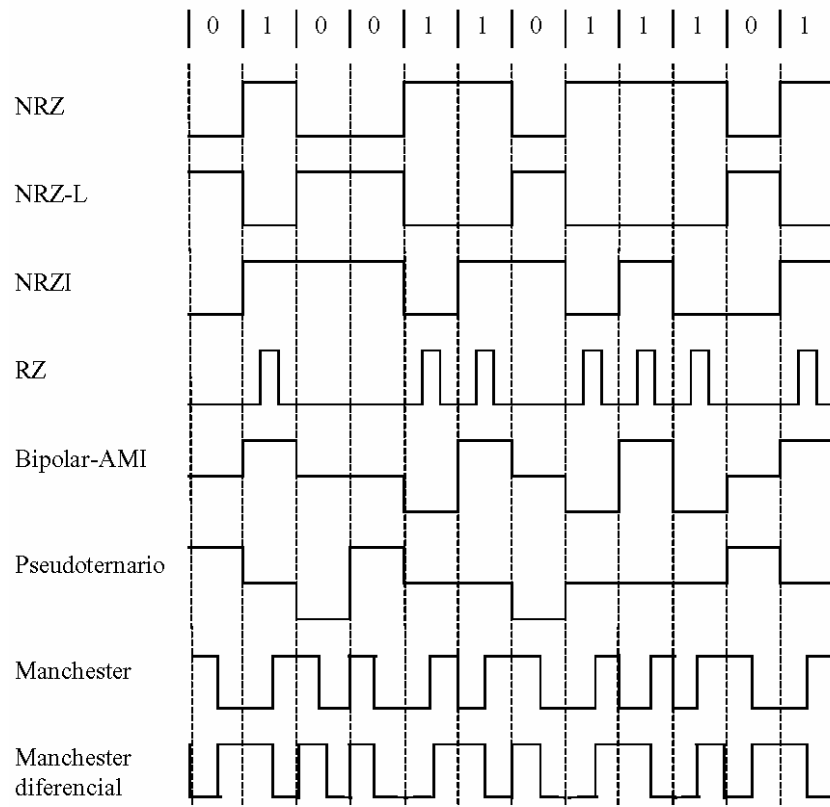 0 1 0 0 1 1 0 1 1 1 0 1
NRZ
NRZ-L
NRZI
RZ
Bipolar-AMI
Pseudoternario
Manchester
Manchester
diferencial